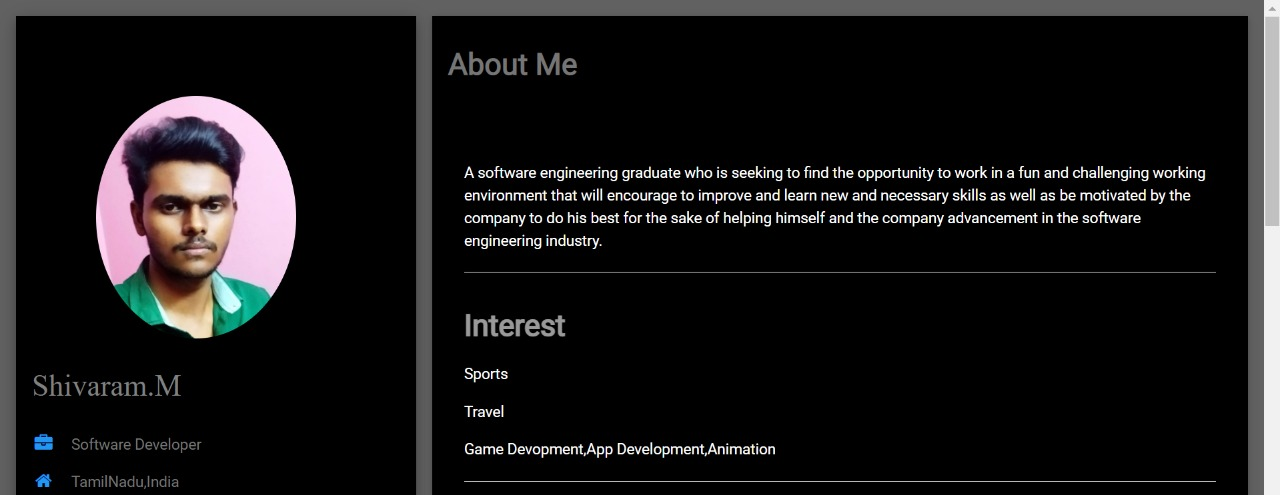 About Me
A software engineering graduate who is seeking to find the opportunity to work in a fun and challenging working
environment that will encourage to improve and learn new and necessary skills as well as be motivated by the
company to do his best for the sake of helping himself and the company advancement in the software
engineering industry.
Interest
Sports
Travel
Game Devopment,App Development,Animation
Shivaram.M
Software Developer
TamilNadu,India